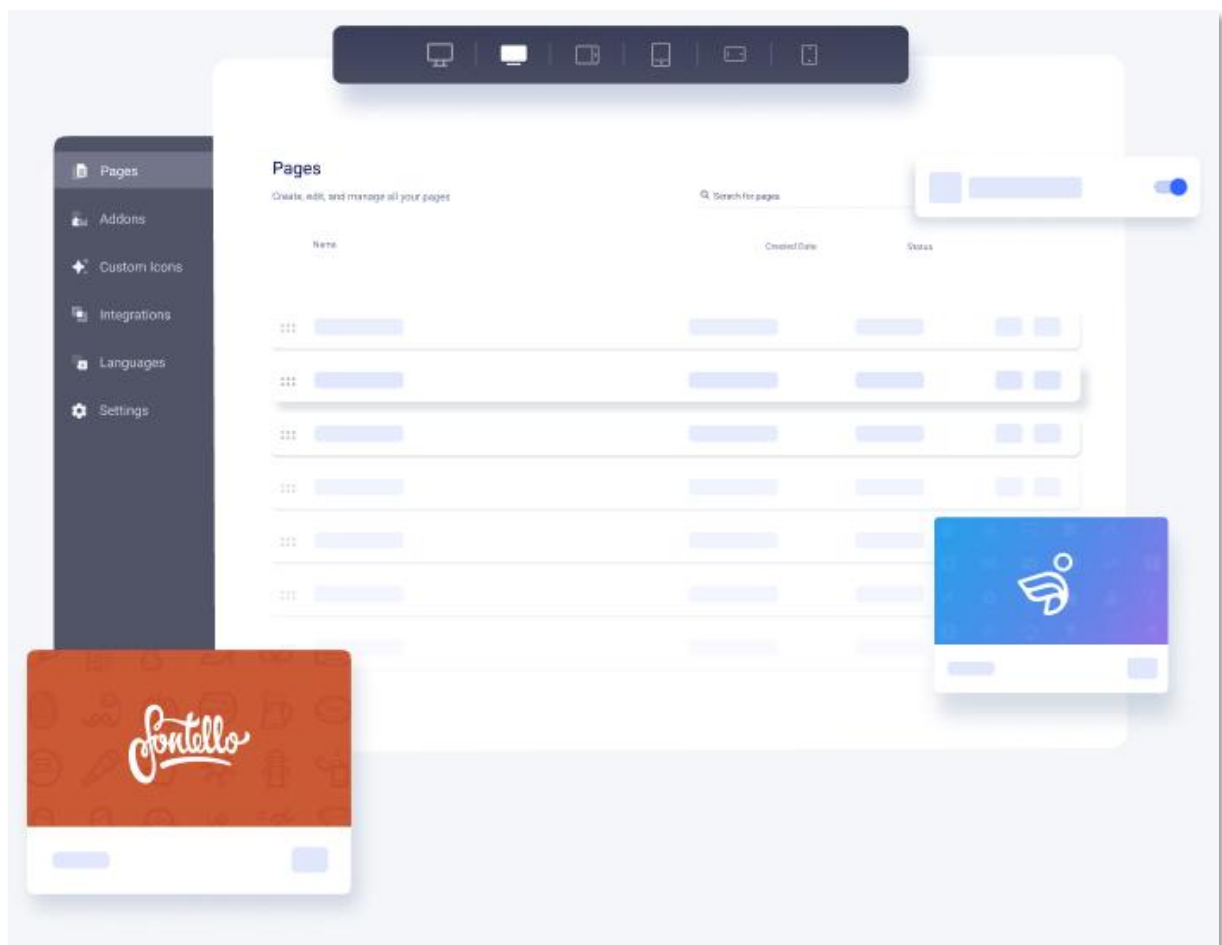 Pages
Addons
Custom Icons
Integrations
Languages
Settings
Pages
Create, edit, and manage all your pages
Search for pages
Name
Created Date
Status
fontello